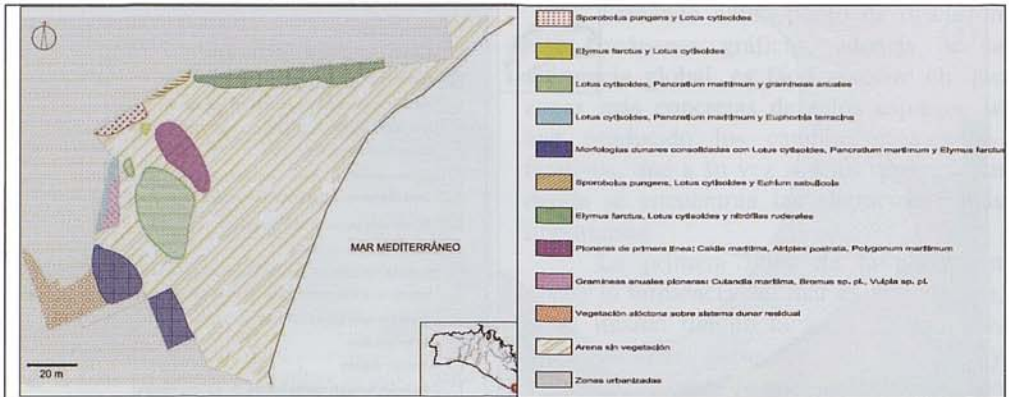 MAR MEDITERRÁNEO
20 m
Sporobolus pungens y Lotus cytisoides
Elymus farctus y Lotus cytisoides
Lotus cytisoides, Pancratium maritimum y gramíneas anuales
Lotus cytisoides, Pancratium maritimum y Euphorbia terracina
Morfologías dunares consolidadas con Lotus cytisoides, Pancratium maritimum y Elymus farctus
Sporobolus pungens, Lotus cytisoides y Echium sabulicola
Elymus farctus, Lotus cytisoides y nitrófilas ruderales
Pioneras de primera línea: Cakile maritima, Atriplex postrata, Polygonum maritimum
Gramíneas anuales pioneras: Cutandia maritima, Bromus sp. pl., Vulpia sp. pl.
Vegetación alóctona sobre sistema dunar residual
Arena sin vegetación
Zonas urbanizadas